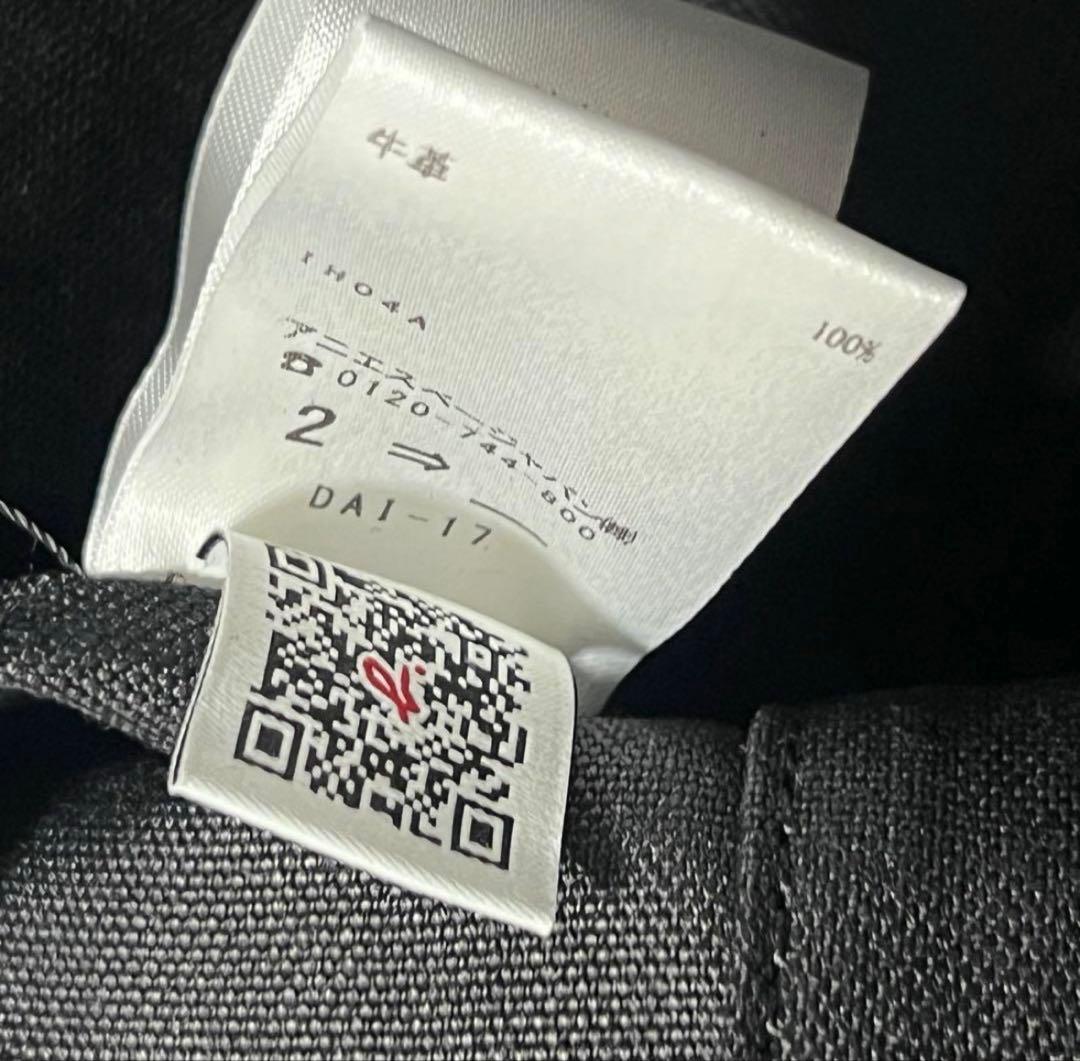 牛革 100%
IH04A
アニエスベージャパン㈱
☎0120-744-800
2 ⇒
DAI-17
b.